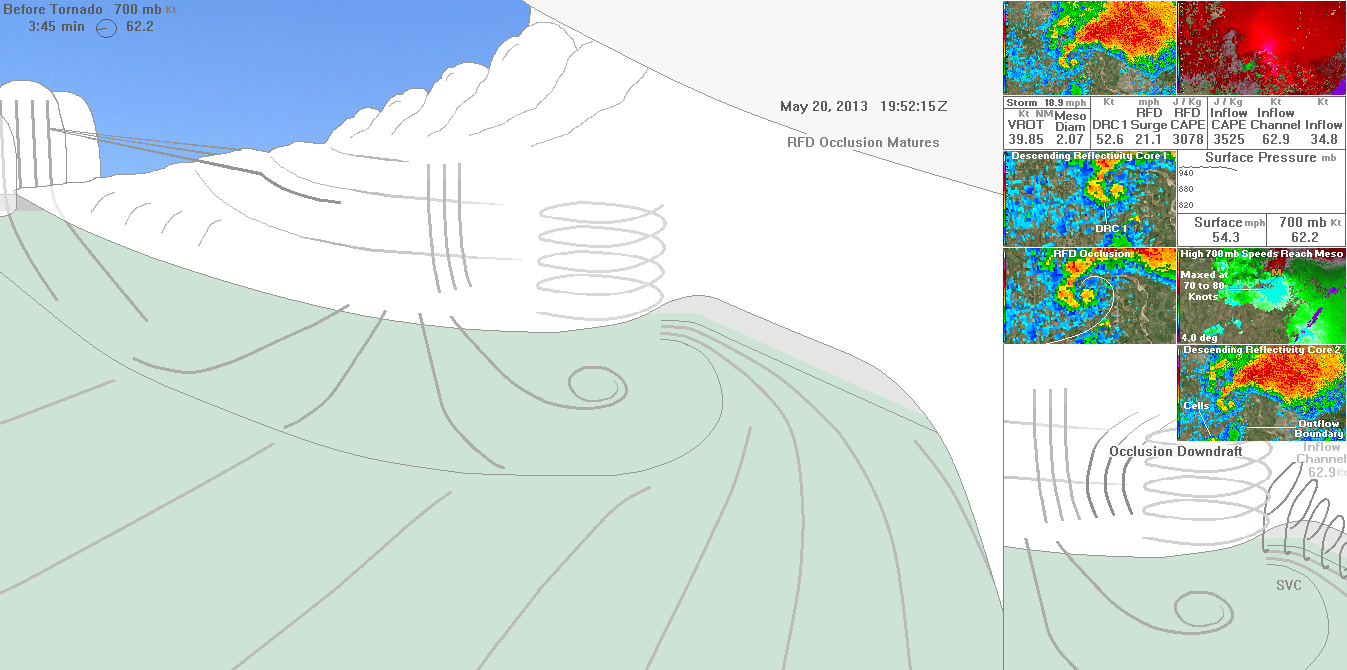 Before Tornado 700 mb Kt
3:45 min 62.2
May 20, 2013 19:52:15Z
RFD Occlusion Matures
Storm 18.9 mph
Kt NM
VROT Meso Diam
39.85 2.07
Kt mph J / Kg
DRC 1 RFD Surge RFD CAPE
52.6 21.1 3078
J / Kg Kt Kt
Inflow CAPE Inflow Channel Inflow
3525 62.9 34.8
Descending Reflectivity Core 1
DRC 1
Surface Pressure mb
940
880
820
Surface mph 700 mb Kt
54.3 62.2
RFD Occlusion
High 700mb Speeds Reach Meso
M
Maxed at
70 to 80
Knots
4.0 deg
Descending Reflectivity Core 2
Cells
Outflow
Boundary
Occlusion Downdraft
Inflow
Channel
62.9 Kt
SVC